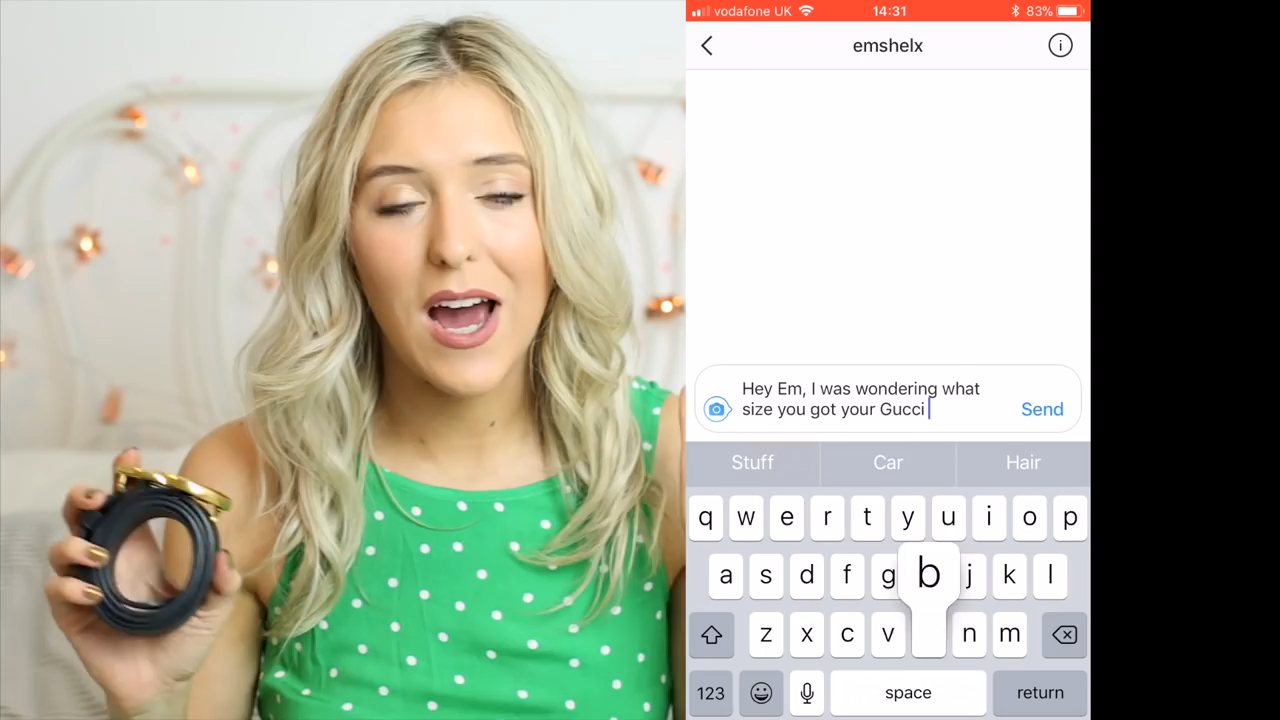 vodafone UK 14:31 83%
emshelx i
Hey Em, I was wondering what
size you got your Gucci
Send
Stuff Car Hair
q w e r t y u i o p
a s d f g b j k l
z x c v n m
123 space return